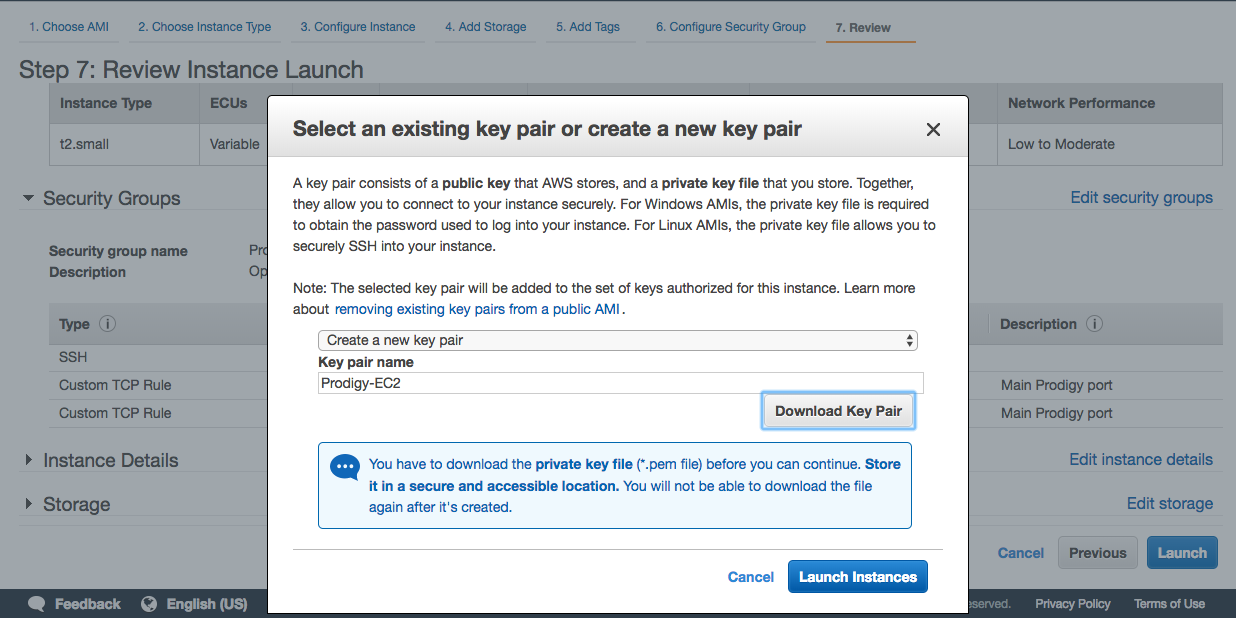 1. Choose AMI 2. Choose Instance Type 3. Configure Instance 4. Add Storage 5. Add Tags 6. Configure Security Group 7. Review
Step 7: Review Instance Launch
Instance Type ECUs Network Performance
t2.small Variable Low to Moderate
Select an existing key pair or create a new key pair
A key pair consists of a public key that AWS stores, and a private key file that you store. Together,
they allow you to connect to your instance securely. For Windows AMIs, the private key file is required
to obtain the password used to log into your instance. For Linux AMIs, the private key file allows you to
securely SSH into your instance.
Note: The selected key pair will be added to the set of keys authorized for this instance. Learn more
about removing existing key pairs from a public AMI.
Create a new key pair
Key pair name
Prodigy-EC2
Download Key Pair
You have to download the private key file (*.pem file) before you can continue. Store
it in a secure and accessible location. You will not be able to download the file
again after it's created.
Cancel Launch Instances
Security Groups Edit security groups
Security group name
Description
Type Description
SSH
Custom TCP Rule Main Prodigy port
Custom TCP Rule Main Prodigy port
Instance Details Edit instance details
Storage Edit storage
Cancel Previous Launch
Feedback English (US) Privacy Policy Terms of Use